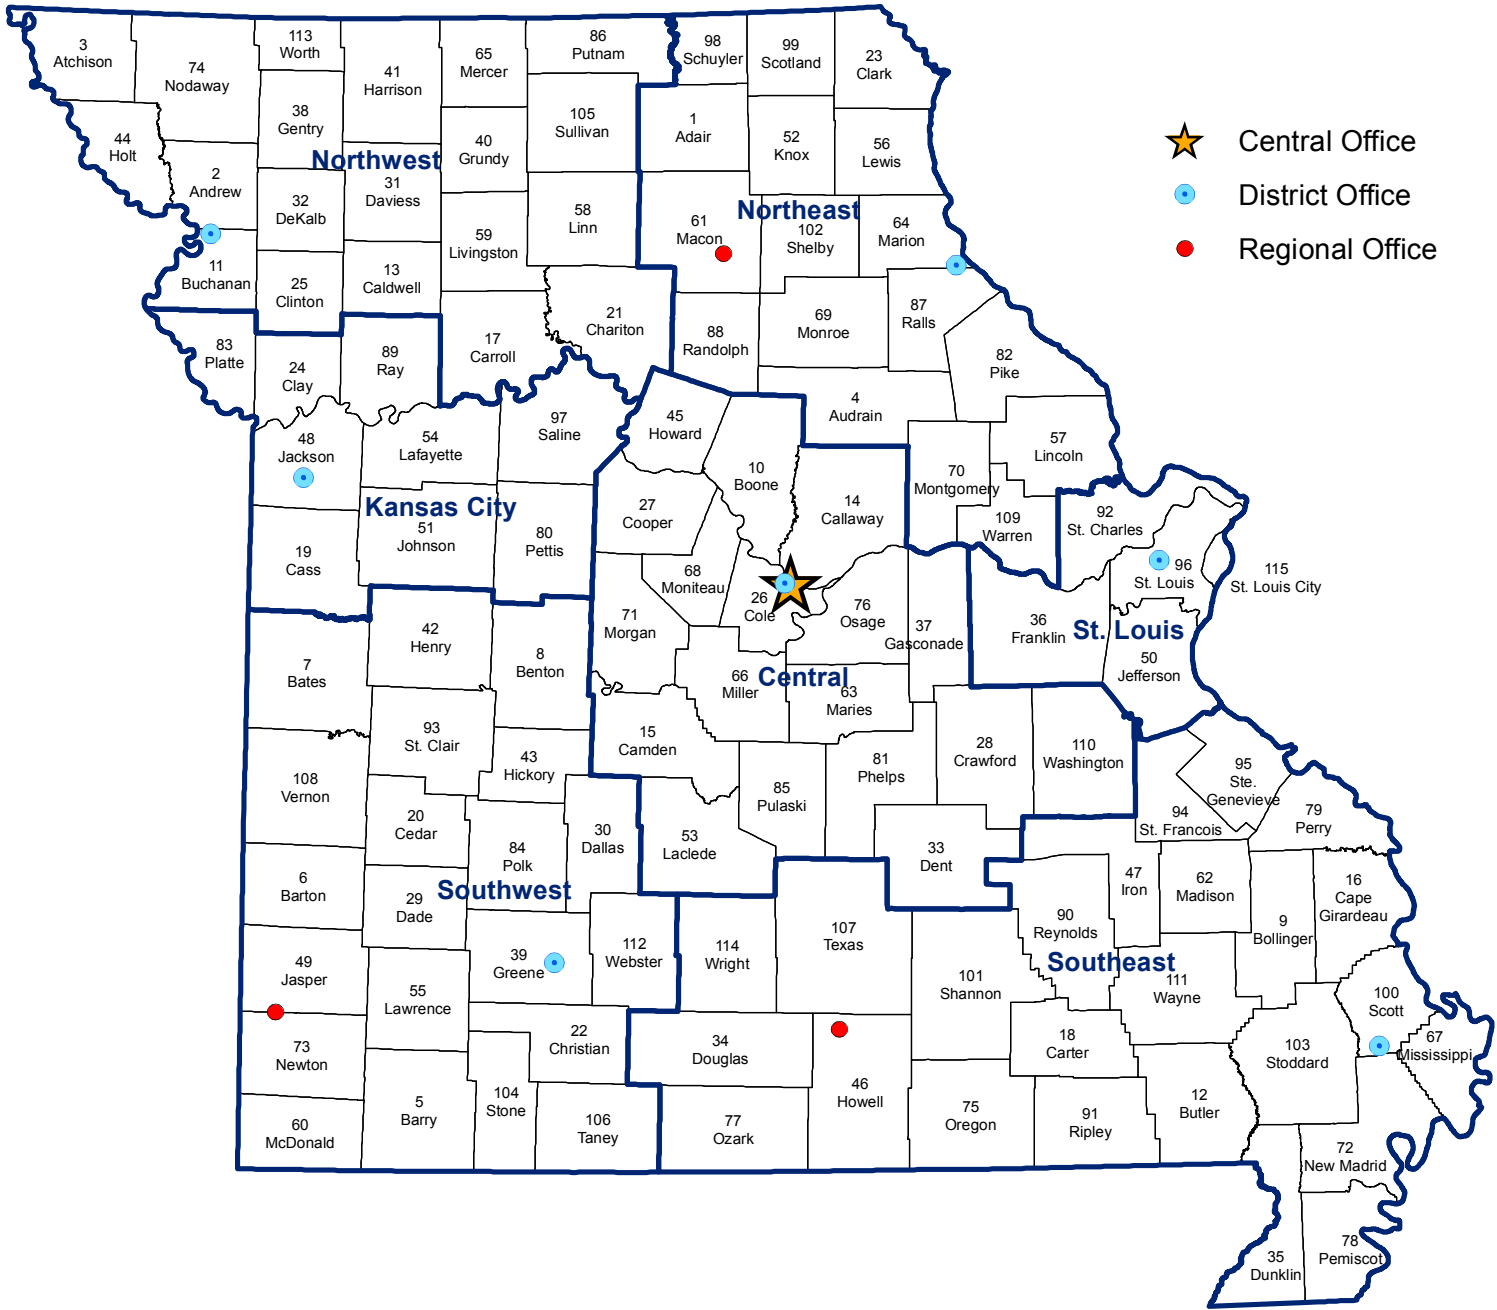 3
Atchison
74
Nodaway
113
Worth
41
Harrison
65
Mercer
86
Putnam
98
Schuyler
99
Scotland
23
Clark
44
Holt
38
Gentry
40
Grundy
105
Sullivan
1
Adair
52
Knox
56
Lewis
Central Office
District Office
Regional Office
Northwest
2
Andrew
32
DeKalb
31
Daviess
59
Livingston
58
Linn
61
Macon
Northeast
102
Shelby
64
Marion
11
Buchanan
25
Clinton
13
Caldwell
17
Carroll
21
Chariton
88
Randolph
69
Monroe
87
Ralls
82
Pike
83
Platte
24
Clay
89
Ray
97
Saline
45
Howard
4
Audrain
57
Lincoln
48
Jackson
54
Lafayette
10
Boone
14
Callaway
70
Montgomery
109
Warren
92
St. Charles
Kansas City
51
Johnson
80
Pettis
27
Cooper
19
Cass
68
Moniteau
26
Cole
76
Osage
37
Gasconade
36
Franklin
96
St. Louis
115
St. Louis City
St. Louis
50
Jefferson
7
Bates
42
Henry
8
Benton
71
Morgan
66
Miller
Central
63
Maries
93
St. Clair
43
Hickory
15
Camden
85
Pulaski
81
Phelps
28
Crawford
110
Washington
95
Ste.
Genevieve
94
St. Francois
79
Perry
108
Vernon
20
Cedar
84
Polk
30
Dallas
53
Laclede
33
Dent
47
Iron
62
Madison
16
Cape
Girardeau
6
Barton
29
Dade
Southwest
107
Texas
90
Reynolds
9
Bollinger
49
Jasper
39
Greene
112
Webster
114
Wright
101
Shannon
Southeast
111
Wayne
100
Scott
55
Lawrence
73
Newton
22
Christian
34
Douglas
18
Carter
103
Stoddard
67
Mississippi
60
McDonald
5
Barry
104
Stone
106
Taney
77
Ozark
46
Howell
75
Oregon
91
Ripley
12
Butler
72
New Madrid
35
Dunklin
78
Pemiscot